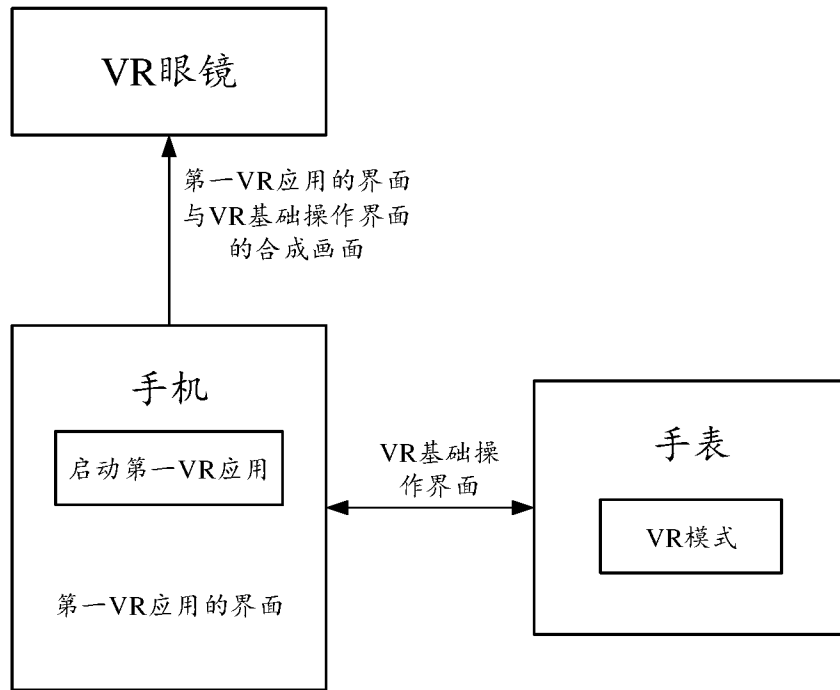 VR眼镜
第一VR应用的界面
与VR基础操作界面
的合成画面
手机
启动第一VR应用
第一VR应用的界面
VR基础操
作界面
手表
VR模式